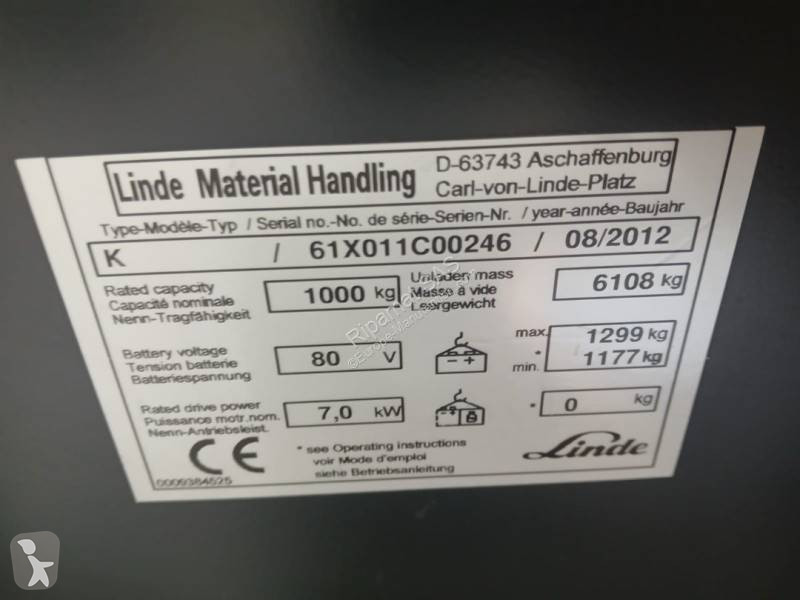 Linde Material Handling
D-63743 Aschaffenburg
Carl-von-Linde-Platz
Type-Modèle-Typ / Serial no.-No. de série-Serien-Nr. / year-année-Baujahr
K / 61X011C00246 / 08/2012
Rated capacity
Capacité nominale
Nenn-Tragfähigkeit
1000 kg
Unladen mass
Masse à vide
Leergewicht
6108 kg
Battery voltage
Tension batterie
Batteriespannung
80 V
max.
* min.
1299 kg
1177 kg
Rated drive power
Puissance motr.nom.
Nenn-Antriebsleist.
7,0 kW
* 0 kg
CE
* see Operating instructions
voir Mode d'emploi
siehe Betriebsanleitung
Linde
0009384525
Ripamat SAS